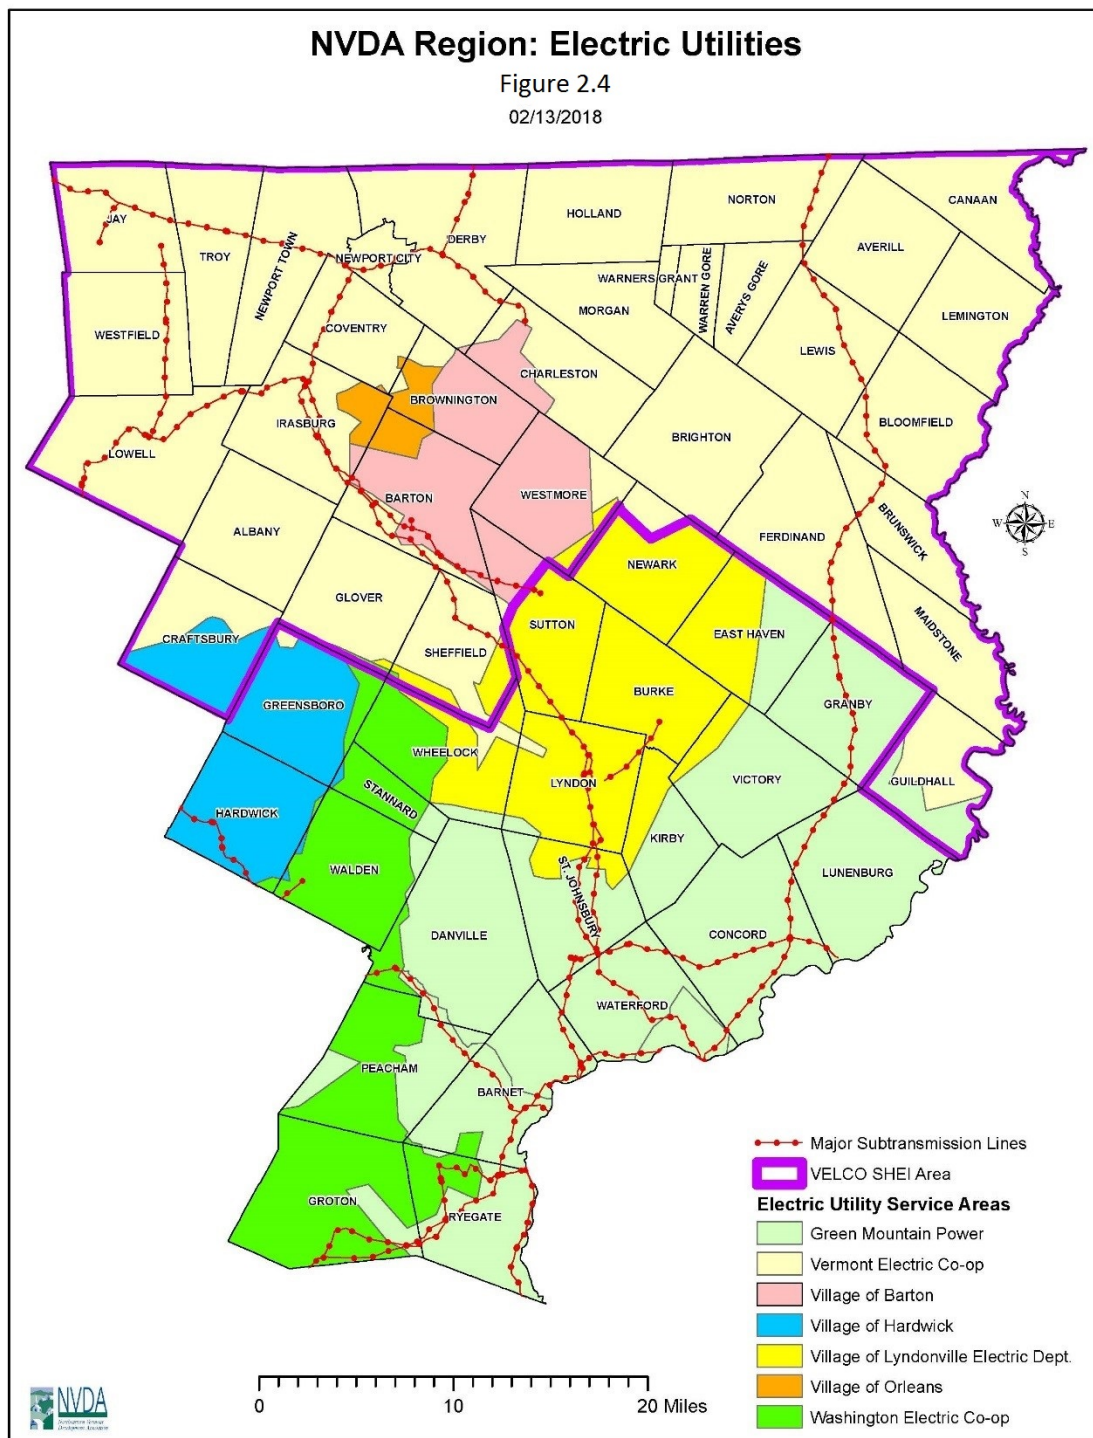 NVDA Region: Electric Utilities
Figure 2.4
02/13/2018
CANAAN
NORTON
HOLLAND
JAY
DERBY
AVERILL
TROY
NEWPORT TOWN
NEWPORT CITY
WARNERS GRANT
WARREN GORE
AVERYS GORE
MORGAN
LEMINGTON
COVENTRY
WESTFIELD
LEWIS
CHARLESTON
BROWNINGTON
IRASBURG
BLOOMFIELD
BRIGHTON
LOWELL
BARTON
WESTMORE
N
W
E
S
BRUNSWICK
ALBANY
FERDINAND
NEWARK
GLOVER
SUTTON
EAST HAVEN
MAIDSTONE
CRAFTSBURY
SHEFFIELD
BURKE
GREENSBORO
GRANBY
WHEELOCK
LYNDON
VICTORY
GUILDHALL
STANNARD
HARDWICK
KIRBY
WALDEN
LUNENBURG
ST. JOHNSBURY
DANVILLE
CONCORD
WATERFORD
PEACHAM
BARNET
GROTON
RYEGATE
Major Subtransmission Lines
VELCO SHEI Area
Electric Utility Service Areas
Green Mountain Power
Vermont Electric Co-op
Village of Barton
Village of Hardwick
Village of Lyndonville Electric Dept.
Village of Orleans
Washington Electric Co-op
NVDA
0 10 20 Miles